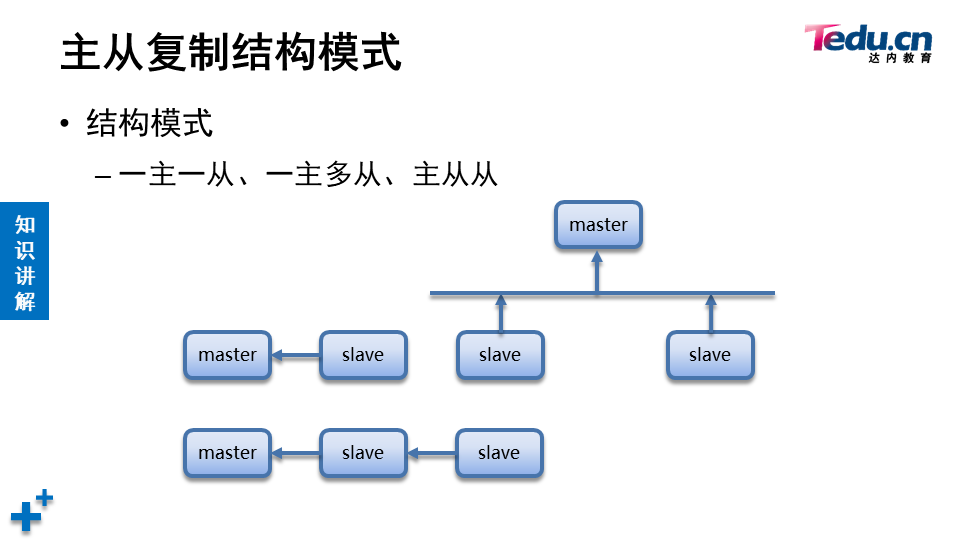 主从复制结构模式
Tedu.cn
达内教育
• 结构模式
– 一主一从、一主多从、主从从
知识讲解
master
master
slave
slave
slave
master
slave
slave